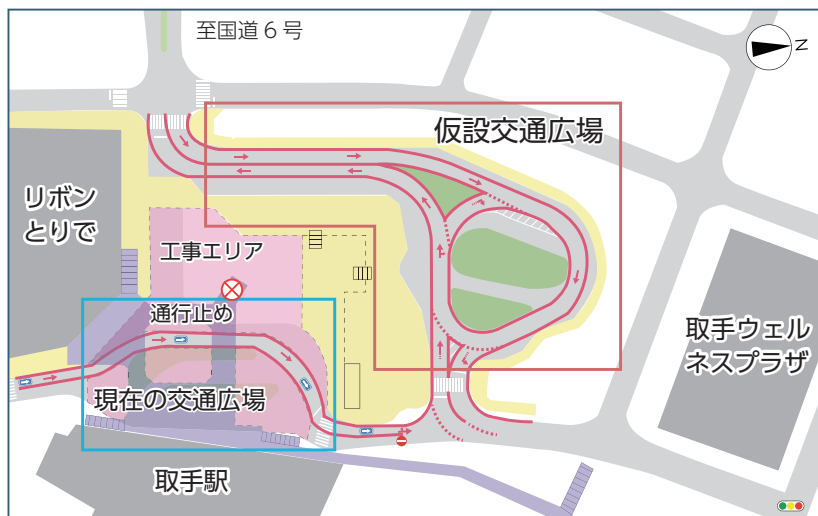 至国道６号
N
仮設交通広場
リボン
とりで
工事エリア
通行止め
取手ウェル
ネスプラザ
現在の交通広場
取手駅